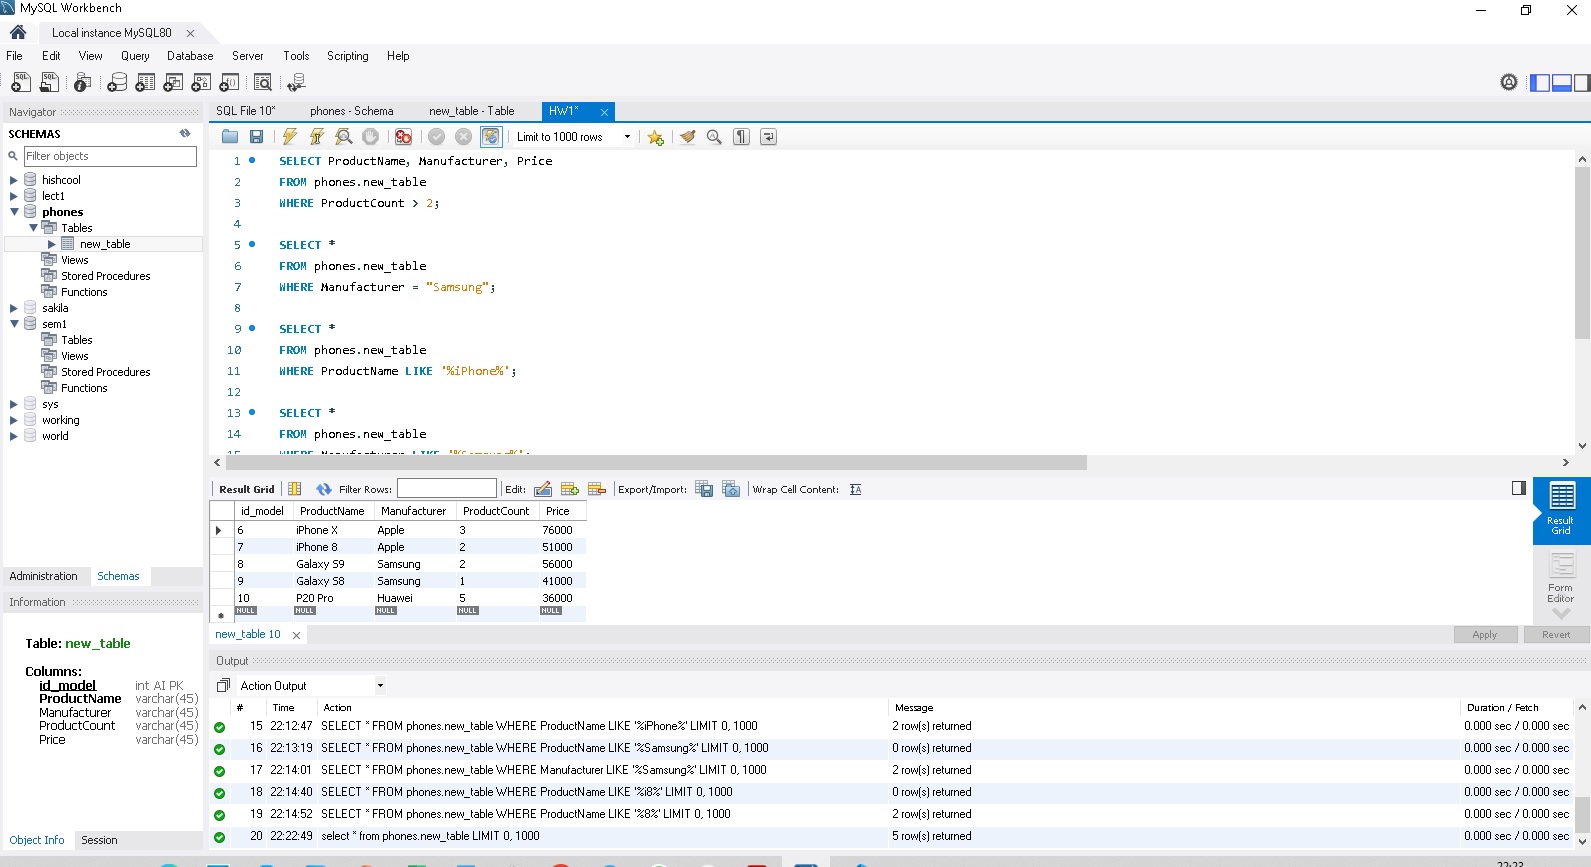 MySQL Workbench
Local instance MySQL80
File Edit View Query Database Server Tools Scripting Help
Navigator
SCHEMAS
Filter objects
hishcool
lect1
phones
Tables
new_table
Views
Stored Procedures
Functions
sakila
sem1
Tables
Views
Stored Procedures
Functions
sys
working
world
Administration Schemas
Information
Table: new_table
Columns:
id_model int AI PK
ProductName varchar(45)
Manufacturer varchar(45)
ProductCount varchar(45)
Price varchar(45)
Object Info Session
SQL File 10* phones - Schema new_table - Table HW1*
Limit to 1000 rows
1 SELECT ProductName, Manufacturer, Price
2 FROM phones.new_table
3 WHERE ProductCount > 2;
4
5 SELECT *
6 FROM phones.new_table
7 WHERE Manufacturer = "Samsung";
8
9 SELECT *
10 FROM phones.new_table
11 WHERE ProductName LIKE '%iPhone%';
12
13 SELECT *
14 FROM phones.new_table
15 WHERE Manufacturer LIKE '%Samsung%';
Result Grid Filter Rows: Edit: Export/Import: Wrap Cell Content:
id_model ProductName Manufacturer ProductCount Price
6 iPhone X Apple 3 76000
7 iPhone 8 Apple 2 51000
8 Galaxy S9 Samsung 2 56000
9 Galaxy S8 Samsung 1 41000
10 P20 Pro Huawei 5 36000
NULL NULL NULL NULL NULL
Result
Grid
Form
Editor
new_table 10
Apply Revert
Output
Action Output
# Time Action Message Duration / Fetch
15 22:12:47 SELECT * FROM phones.new_table WHERE ProductName LIKE '%iPhone%' LIMIT 0, 1000 2 row(s) returned 0.000 sec / 0.000 sec
16 22:13:19 SELECT * FROM phones.new_table WHERE ProductName LIKE '%Samsung%' LIMIT 0, 1000 0 row(s) returned 0.000 sec / 0.000 sec
17 22:14:01 SELECT * FROM phones.new_table WHERE Manufacturer LIKE '%Samsung%' LIMIT 0, 1000 2 row(s) returned 0.000 sec / 0.000 sec
18 22:14:40 SELECT * FROM phones.new_table WHERE ProductName LIKE '%i8%' LIMIT 0, 1000 0 row(s) returned 0.000 sec / 0.000 sec
19 22:14:52 SELECT * FROM phones.new_table WHERE ProductName LIKE '%8%' LIMIT 0, 1000 2 row(s) returned 0.000 sec / 0.000 sec
20 22:22:49 select * from phones.new_table LIMIT 0, 1000 5 row(s) returned 0.000 sec / 0.000 sec